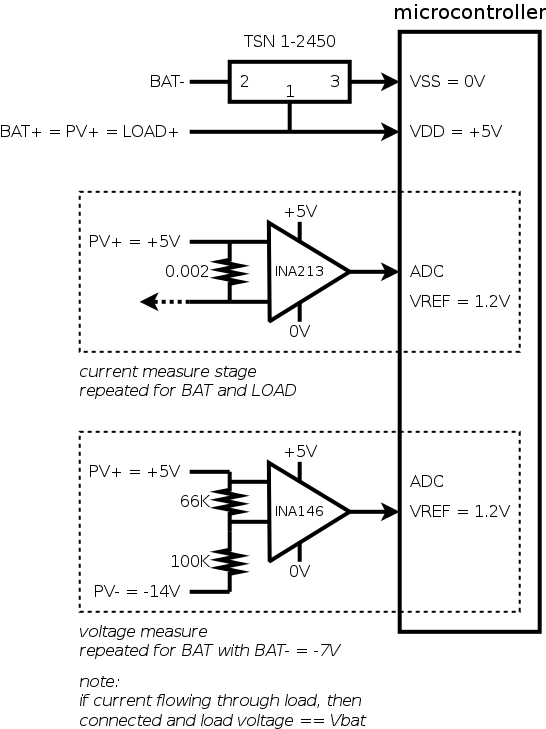 microcontroller
TSN 1-2450
BAT-
2
1
3
VSS = 0V
BAT+ = PV+ = LOAD+
VDD = +5V
+5V
PV+ = +5V
0.002
INA213
ADC
VREF = 1.2V
0V
current measure stage
repeated for BAT and LOAD
+5V
PV+ = +5V
66K
INA146
ADC
VREF = 1.2V
100K
0V
PV- = -14V
voltage measure
repeated for BAT with BAT- = -7V
note:
if current flowing through load, then
connected and load voltage == Vbat